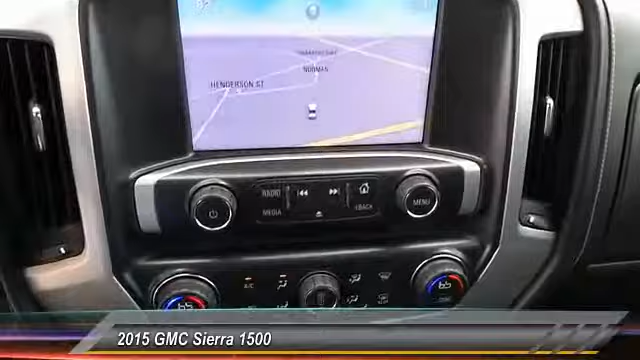 HENDERSON ST
NORMAN
RADIO
MEDIA
BACK
MENU
A/C
2015 GMC Sierra 1500